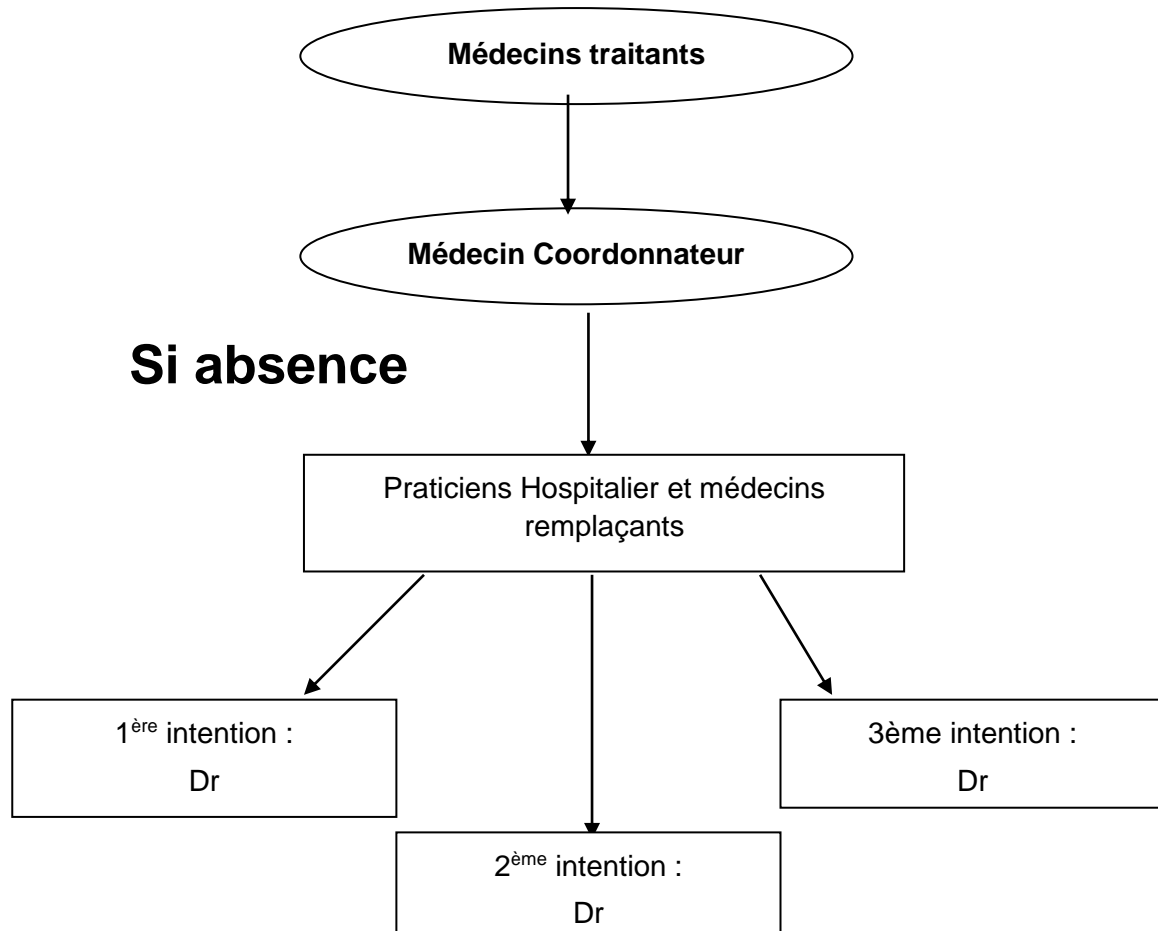 Médecins traitants
Médecin Coordonnateur
Si absence
Praticiens Hospitalier et médecins
remplaçants
1ère intention :
Dr
3ème intention :
Dr
2ème intention :
Dr